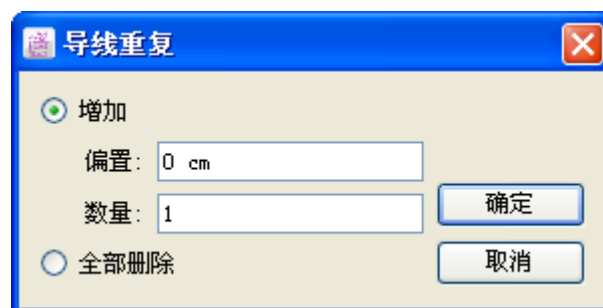 导线重复
增加
偏置: 0 cm
数量: 1
确定
全部删除
取消